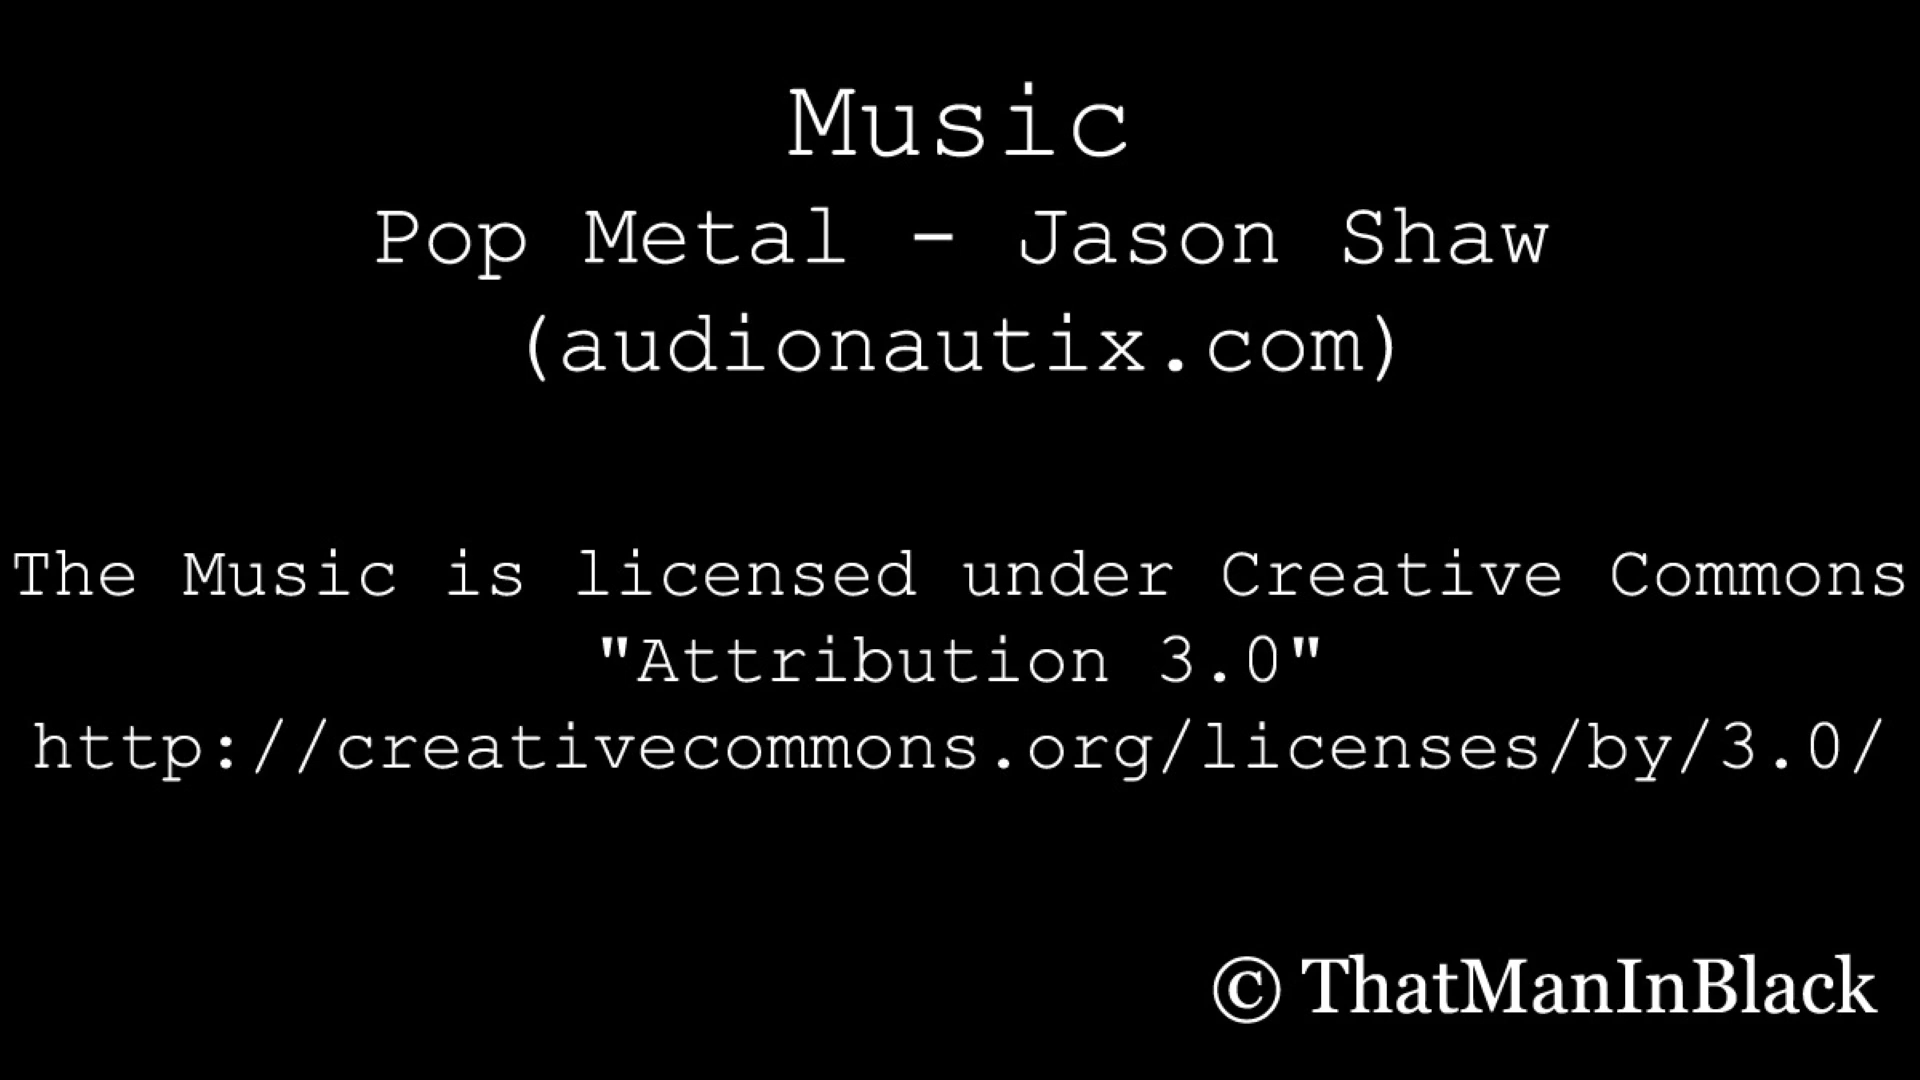 Music
Pop Metal - Jason Shaw
(audionautix.com)
The Music is licensed under Creative Commons
"Attribution 3.0"
http://creativecommons.org/licenses/by/3.0/
© ThatManInBlack